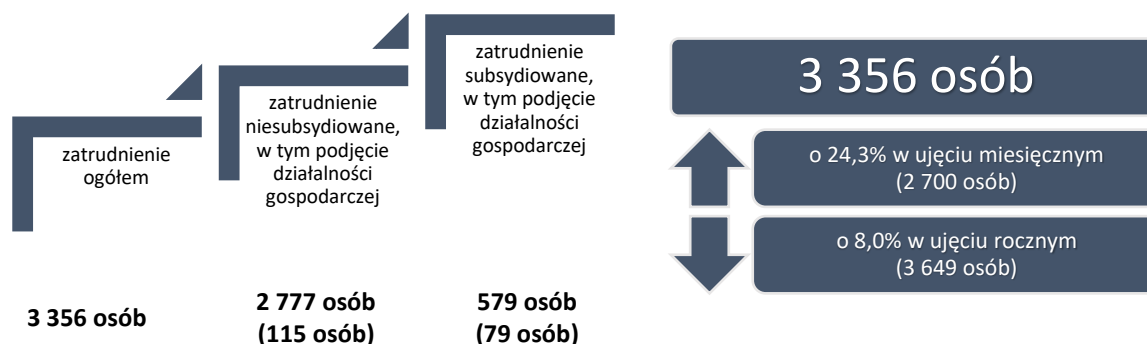 zatrudnienie
ogółem
3 356 osób
zatrudnienie
niesubsydiowane,
w tym podjęcie
działalności
gospodarczej
2 777 osób
(115 osób)
zatrudnienie
subsydiowane,
w tym podjęcie
działalności
gospodarczej
579 osób
(79 osób)
3 356 osób
o 24,3% w ujęciu miesięcznym
(2 700 osób)
o 8,0% w ujęciu rocznym
(3 649 osób)